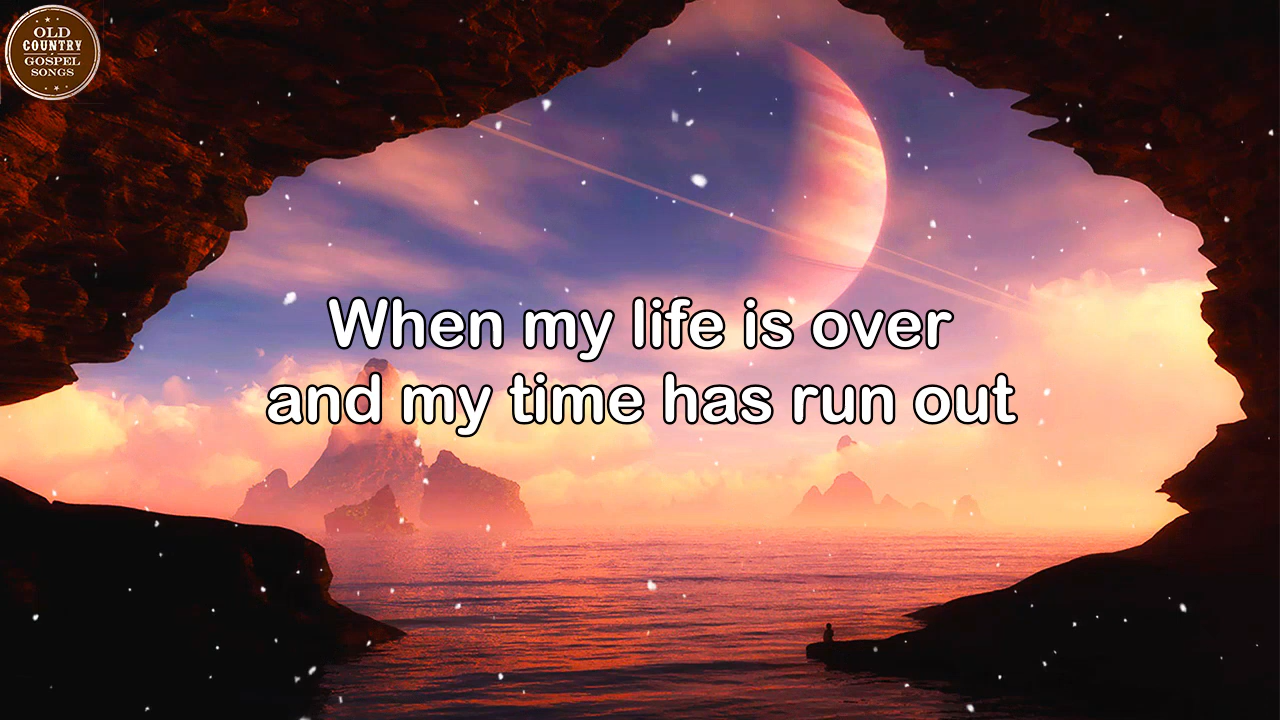 OLD
COUNTRY
GOSPEL
SONGS
When my life is over
and my time has run out